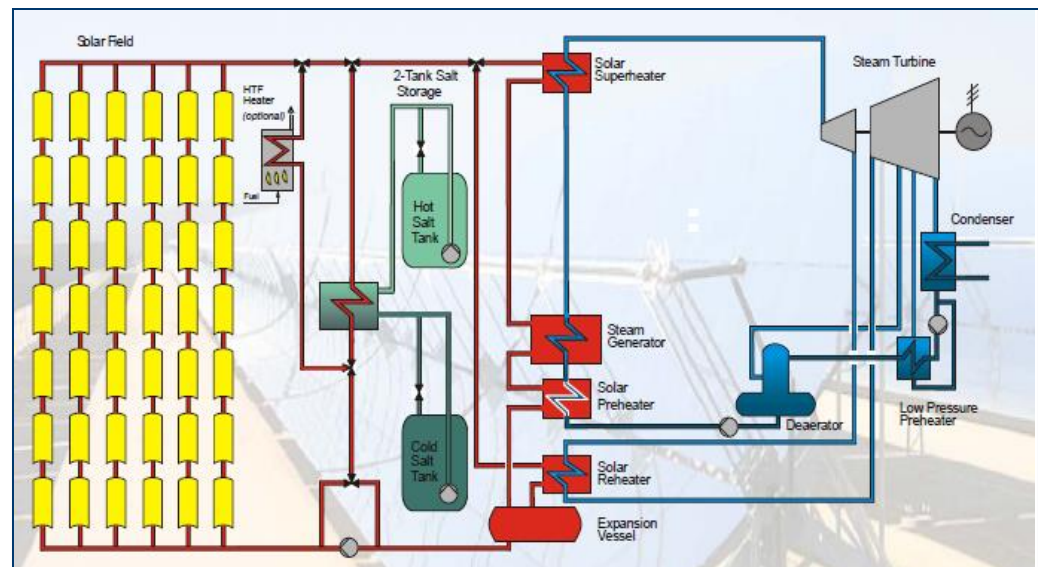 Solar Field
HTF
Heater
(optional)
Fuel
2-Tank Salt
Storage
Hot
Salt
Tank
Cold
Salt
Tank
Solar
Superheater
Steam
Generator
Solar
Preheater
Solar
Reheater
Expansion
Vessel
Steam Turbine
Condenser
Low Pressure
Preheater
Deaerator